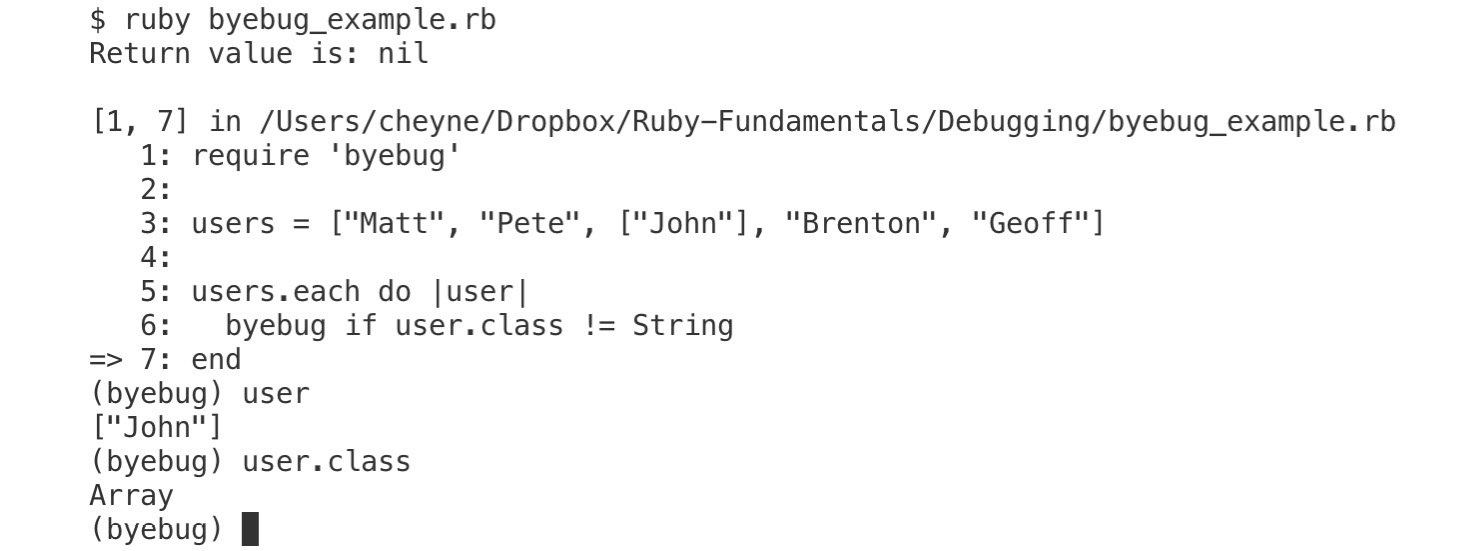 $ ruby byebug_example.rb
Return value is: nil

[1, 7] in /Users/cheyne/Dropbox/Ruby-Fundamentals/Debugging/byebug_example.rb
   1: require 'byebug'
   2:
   3: users = ["Matt", "Pete", ["John"], "Brenton", "Geoff"]
   4:
   5: users.each do |user|
   6:   byebug if user.class != String
=> 7: end
(byebug) user
["John"]
(byebug) user.class
Array
(byebug)